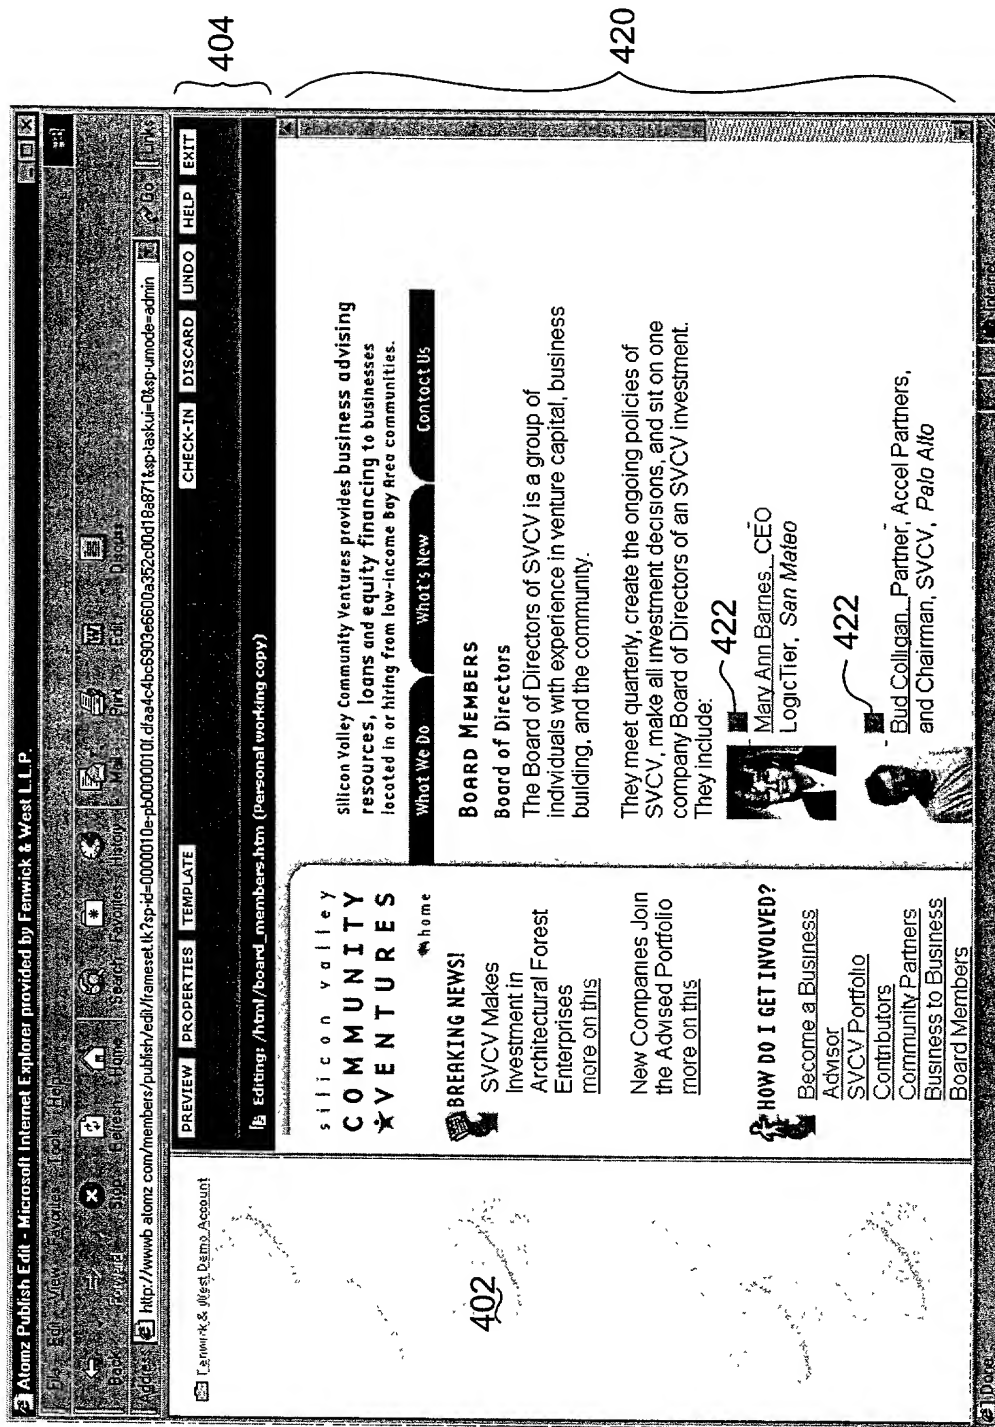 Atomz Publish Edit - Microsoft Internet Explorer provided by Fenwick & West L.L.P.
File Edit View Favorites Tools Help
Back Forward Stop Refresh Home Search Favorites History Mail Print Edit Discuss
Address http://wwwb.atomz.com/members/publish/edit/frameset.tk?sp-id=0000010e-pb0000010f.dfaa4c4bc6903e6600a352c00d18a871&sp-taskui=0&sp-umode=admin Go Links
Fenwick & West Demo Account
402
PREVIEW PROPERTIES TEMPLATE CHECK-IN DISCARD UNDO HELP EXIT
Editing: /html/board_members.htm (Personal working copy)
404
420
silicon valley
COMMUNITY
VENTURES
home
Silicon Valley Community Ventures provides business advising
resources, loans and equity financing to businesses
located in or hiring from low-income Bay Area communities.
What We Do What's New Contact Us
BREAKING NEWS!
SVCV Makes
Investment in
Architectural Forest
Enterprises
more on this
New Companies Join
the Advised Portfolio
more on this
HOW DO I GET INVOLVED?
Become a Business
Advisor
SVCV Portfolio
Contributors
Community Partners
Business to Business
Board Members
BOARD MEMBERS
Board of Directors
The Board of Directors of SVCV is a group of
individuals with experience in venture capital, business
building, and the community.
They meet quarterly, create the ongoing policies of
SVCV, make all investment decisions, and sit on one
company Board of Directors of an SVCV investment.
They include:
422
Mary Ann Barnes, CEO
LogicTier, San Mateo
422
Bud Colligan, Partner, Accel Partners,
and Chairman, SVCV, Palo Alto
Done Internet